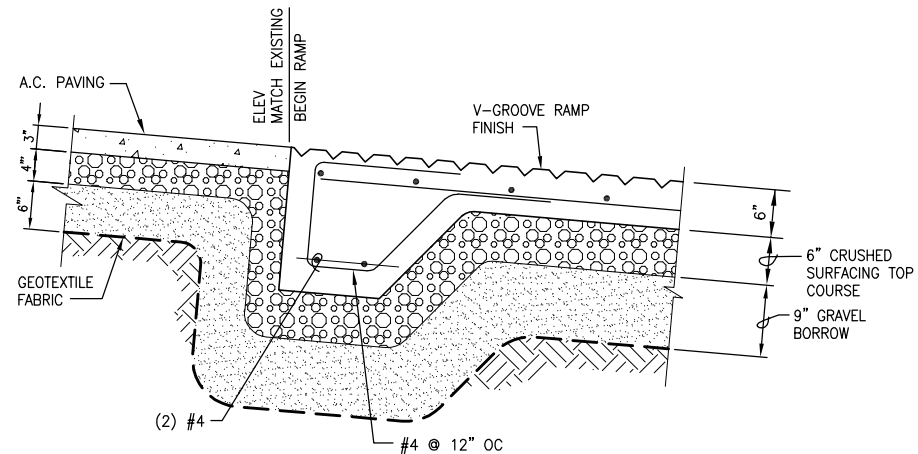 ELEV
MATCH EXISTING
BEGIN RAMP
A.C. PAVING
V-GROOVE RAMP
FINISH
3"
4"
6"
6"
6" CRUSHED
SURFACING TOP
COURSE
GEOTEXTILE
FABRIC
9" GRAVEL
BORROW
(2) #4
#4 @ 12" OC